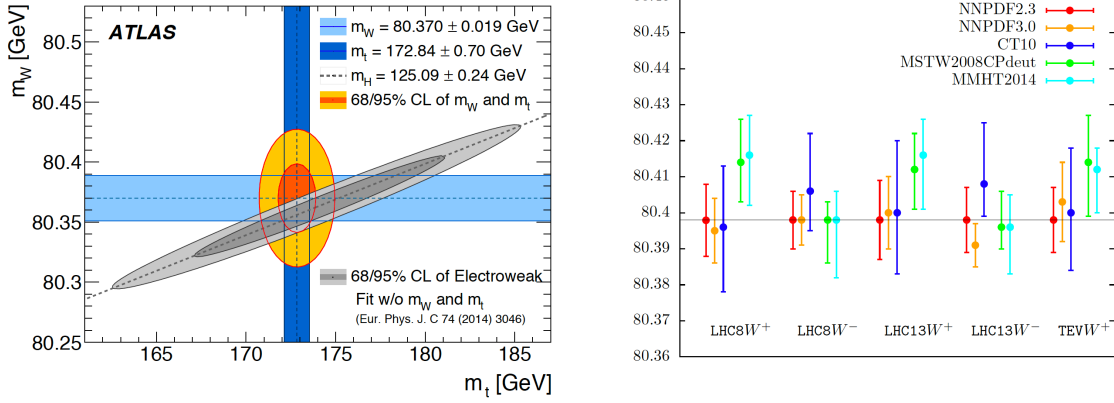 ATLAS
m_W = 80.370 ± 0.019 GeV
m_t = 172.84 ± 0.70 GeV
m_H = 125.09 ± 0.24 GeV
68/95% CL of m_W and m_t
68/95% CL of Electroweak
Fit w/o m_W and m_t
(Eur. Phys. J. C 74 (2014) 3046)
m_W [GeV]
80.5
80.45
80.4
80.35
80.3
80.25
165
170
175
180
185
m_t [GeV]
NNPDF2.3
NNPDF3.0
CT10
MSTW2008CPdeut
MMHT2014
80.45
80.44
80.43
80.42
80.41
80.4
80.39
80.38
80.37
80.36
LHC8W+
LHC8W−
LHC13W+
LHC13W−
TEVW+